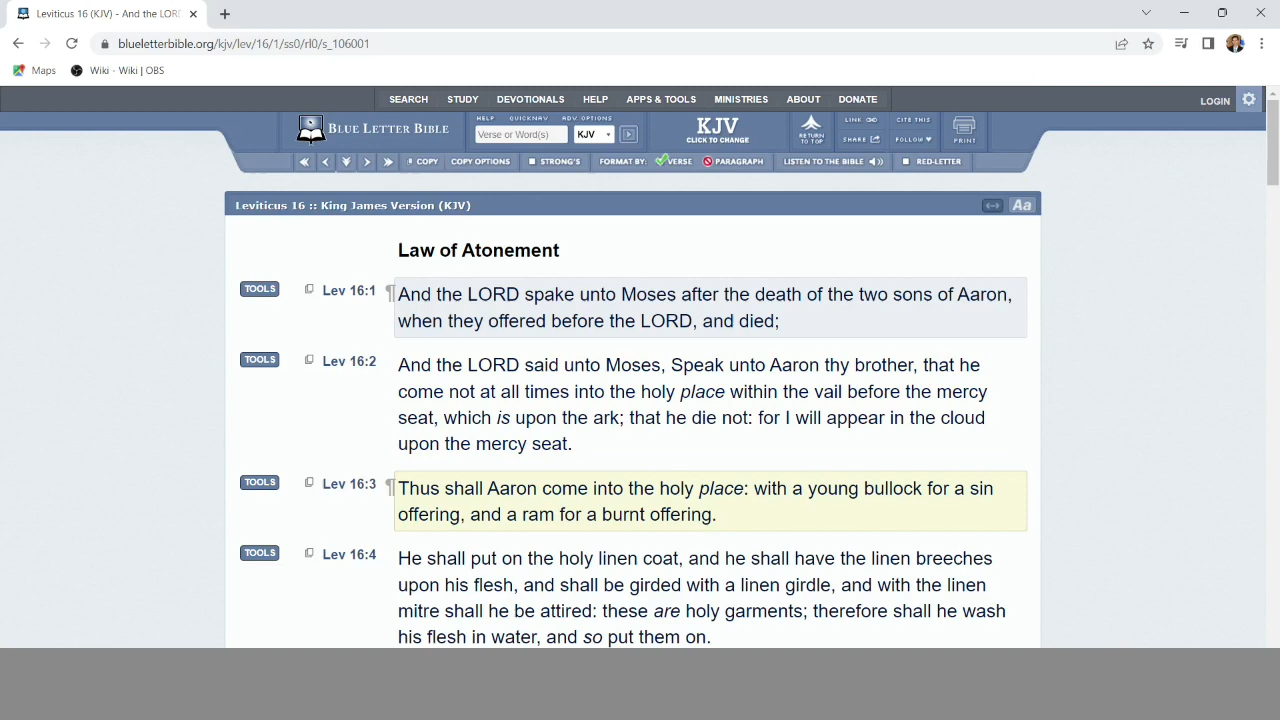 Leviticus 16 (KJV) - And the LOR
blueletterbible.org/kjv/lev/16/1/ss0/rl0/s_106001
Maps Wiki - Wiki | OBS
SEARCH STUDY DEVOTIONALS HELP APPS & TOOLS MINISTRIES ABOUT DONATE LOGIN
HELP QUICKNAV ADV OPTIONS
BLUE LETTER BIBLE Verse or Word(s) KJV KJV CLICK TO CHANGE RETURN TO TOP LINK CITE THIS SHARE FOLLOW PRINT
COPY COPY OPTIONS STRONG'S FORMAT BY: VERSE PARAGRAPH LISTEN TO THE BIBLE RED-LETTER
Leviticus 16 :: King James Version (KJV) Aa
Law of Atonement
TOOLS Lev 16:1 ¶ And the LORD spake unto Moses after the death of the two sons of Aaron,
when they offered before the LORD, and died;
TOOLS Lev 16:2 And the LORD said unto Moses, Speak unto Aaron thy brother, that he
come not at all times into the holy place within the vail before the mercy
seat, which is upon the ark; that he die not: for I will appear in the cloud
upon the mercy seat.
TOOLS Lev 16:3 ¶ Thus shall Aaron come into the holy place: with a young bullock for a sin
offering, and a ram for a burnt offering.
TOOLS Lev 16:4 He shall put on the holy linen coat, and he shall have the linen breeches
upon his flesh, and shall be girded with a linen girdle, and with the linen
mitre shall he be attired: these are holy garments; therefore shall he wash
his flesh in water, and so put them on.